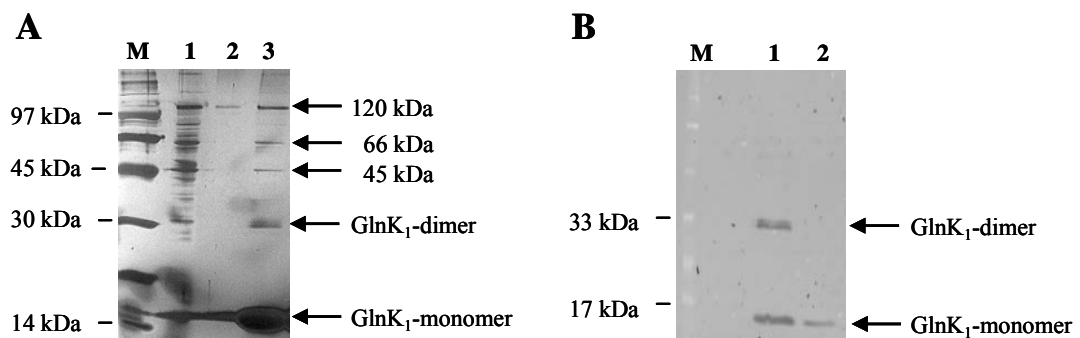 A
M 1 2 3
97 kDa
45 kDa
30 kDa
14 kDa
120 kDa
66 kDa
45 kDa
GlnK1-dimer
GlnK1-monomer
B
M 1 2
33 kDa
17 kDa
GlnK1-dimer
GlnK1-monomer